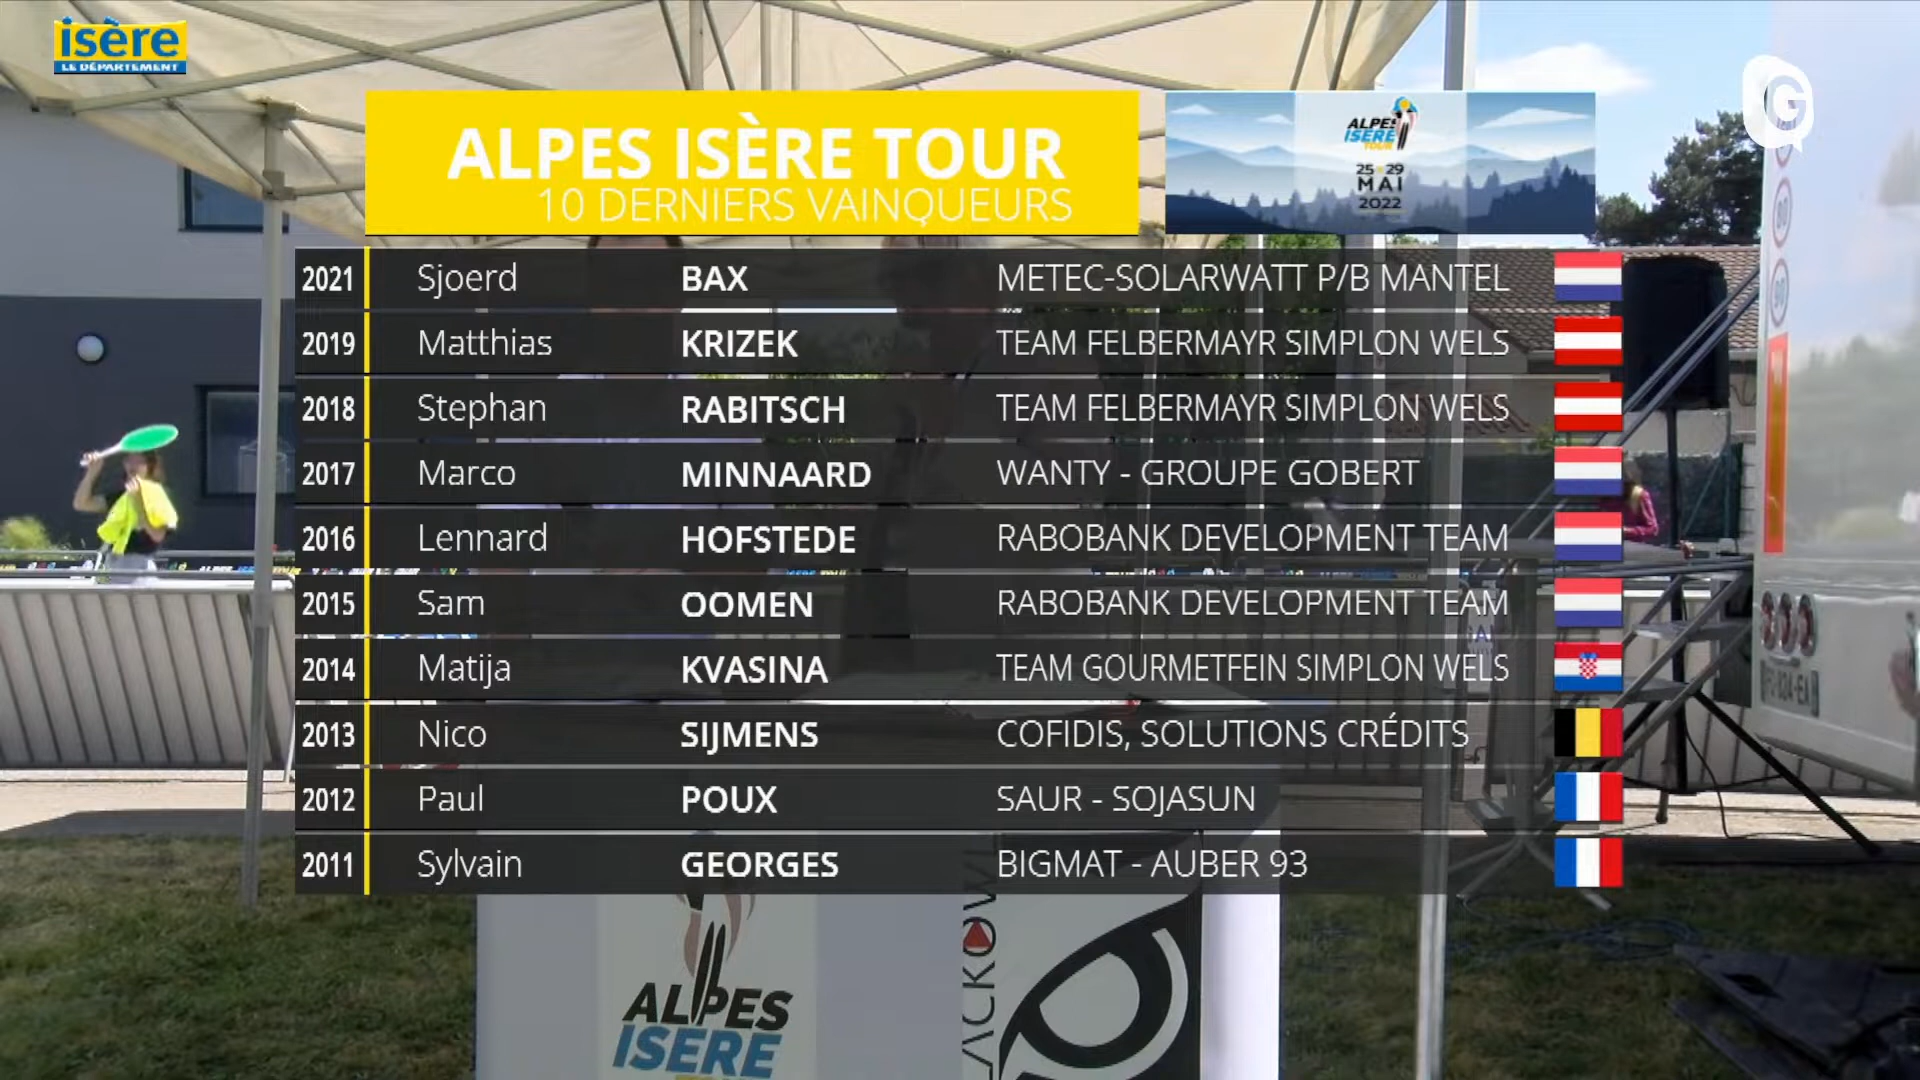 isère
LE DÉPARTEMENT
G
ALPES ISÈRE TOUR
10 DERNIERS VAINQUEURS
ALPES
ISÈRE
TOUR
25 29
MAI
2022
2021 Sjoerd BAX METEC-SOLARWATT P/B MANTEL
2019 Matthias KRIZEK TEAM FELBERMAYR SIMPLON WELS
2018 Stephan RABITSCH TEAM FELBERMAYR SIMPLON WELS
2017 Marco MINNAARD WANTY - GROUPE GOBERT
2016 Lennard HOFSTEDE RABOBANK DEVELOPMENT TEAM
2015 Sam OOMEN RABOBANK DEVELOPMENT TEAM
2014 Matija KVASINA TEAM GOURMETFEIN SIMPLON WELS
2013 Nico SIJMENS COFIDIS, SOLUTIONS CRÉDITS
2012 Paul POUX SAUR - SOJASUN
2011 Sylvain GEORGES BIGMAT - AUBER 93
ALPES
ISÈRE